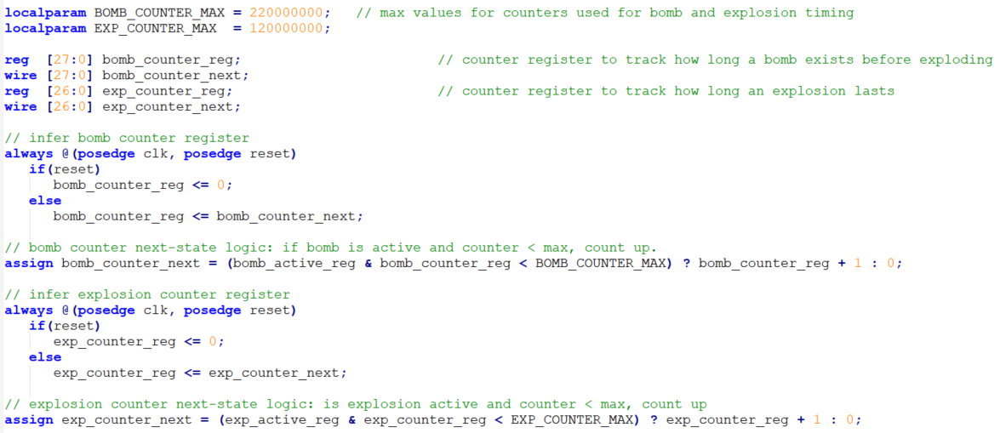 localparam BOMB_COUNTER_MAX = 220000000;   // max values for counters used for bomb and explosion timing
localparam EXP_COUNTER_MAX  = 120000000;
reg  [27:0] bomb_counter_reg;                        // counter register to track how long a bomb exists before exploding
wire [27:0] bomb_counter_next;
reg  [26:0] exp_counter_reg;                         // counter register to track how long an explosion lasts
wire [26:0] exp_counter_next;
// infer bomb counter register
always @(posedge clk, posedge reset)
   if(reset)
      bomb_counter_reg <= 0;
   else
      bomb_counter_reg <= bomb_counter_next;
// bomb counter next-state logic: if bomb is active and counter < max, count up.
assign bomb_counter_next = (bomb_active_reg & bomb_counter_reg < BOMB_COUNTER_MAX) ? bomb_counter_reg + 1 : 0;
// infer explosion counter register
always @(posedge clk, posedge reset)
   if(reset)
      exp_counter_reg <= 0;
   else
      exp_counter_reg <= exp_counter_next;
// explosion counter next-state logic: is explosion active and counter < max, count up
assign exp_counter_next = (exp_active_reg & exp_counter_reg < EXP_COUNTER_MAX) ? exp_counter_reg + 1 : 0;